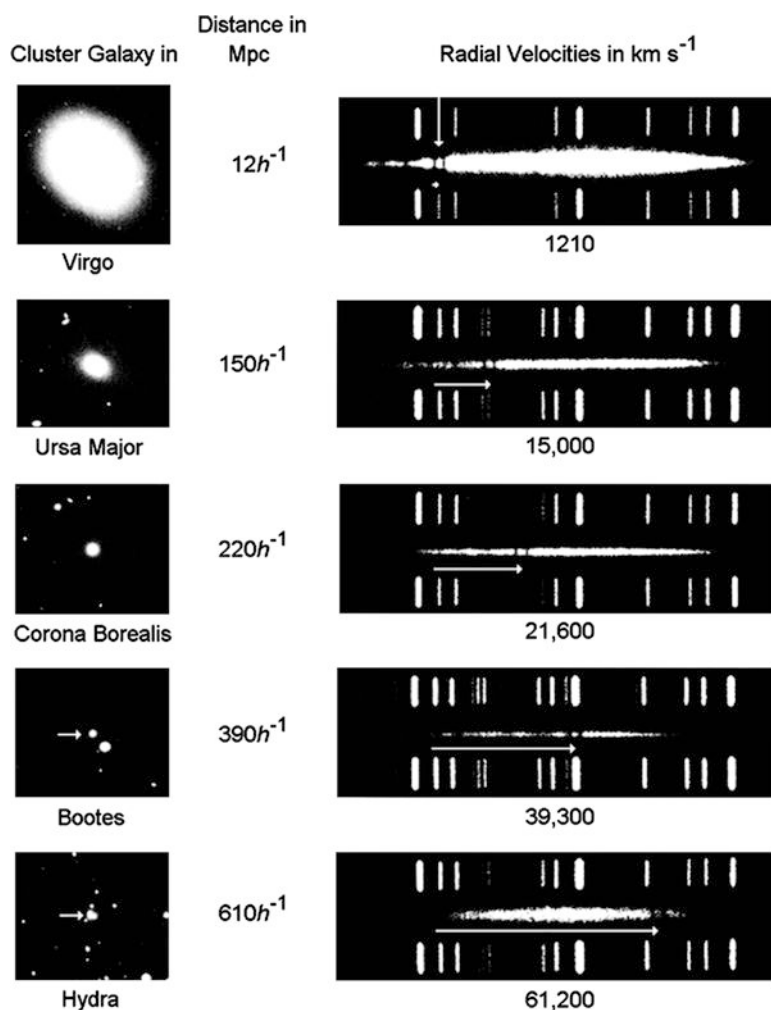 Cluster Galaxy in
Distance in
Mpc
Radial Velocities in km s⁻¹
Virgo
12h⁻¹
1210
Ursa Major
150h⁻¹
15,000
Corona Borealis
220h⁻¹
21,600
Bootes
390h⁻¹
39,300
Hydra
610h⁻¹
61,200